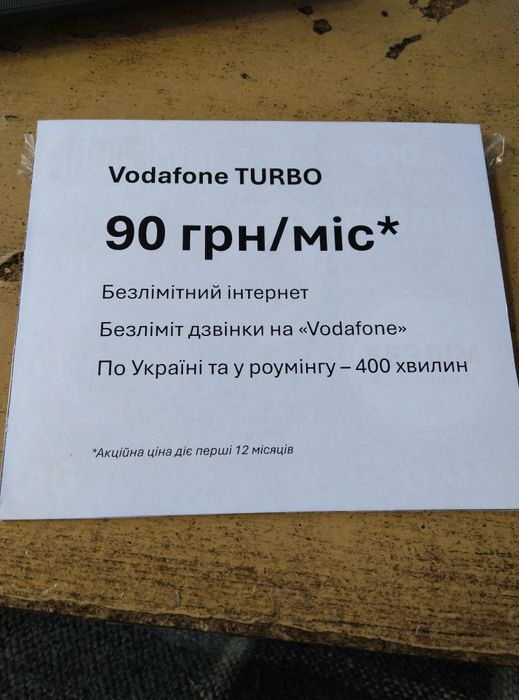 Vodafone TURBO
90 грн/міс*
Безлімітний інтернет
Безліміт дзвінки на «Vodafone»
По Україні та у роумінгу – 400 хвилин
*Акційна ціна діє перші 12 місяців